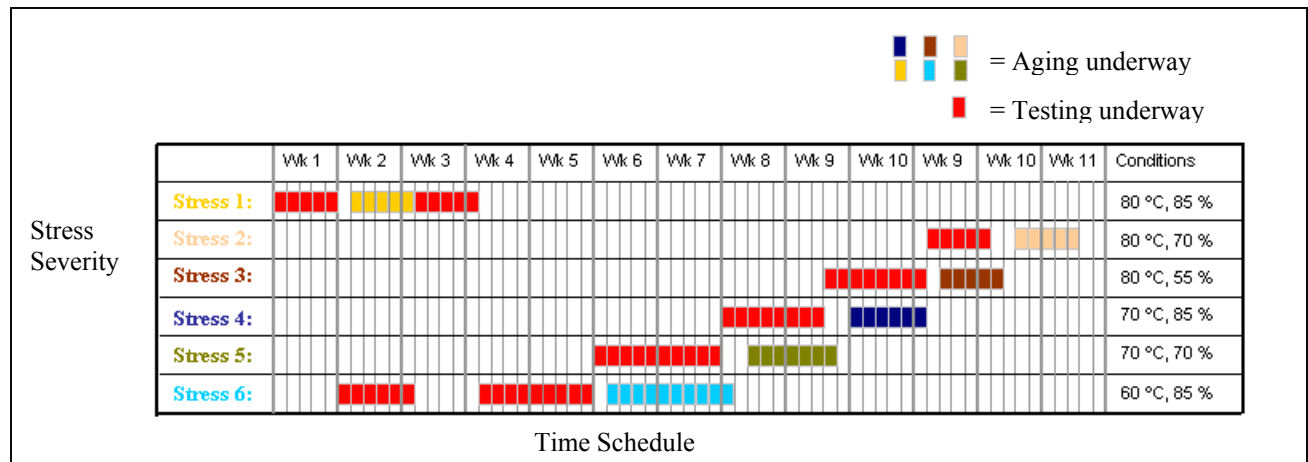 = Aging underway
= Testing underway
Wk 1 Wk 2 Wk 3 Wk 4 Wk 5 Wk 6 Wk 7 Wk 8 Wk 9 Wk 10 Wk 9 Wk 10 Wk 11 Conditions
Stress 1: 80 °C, 85 %
Stress 2: 80 °C, 70 %
Stress 3: 80 °C, 55 %
Stress 4: 70 °C, 85 %
Stress 5: 70 °C, 70 %
Stress 6: 60 °C, 85 %
Stress
Severity
Time Schedule